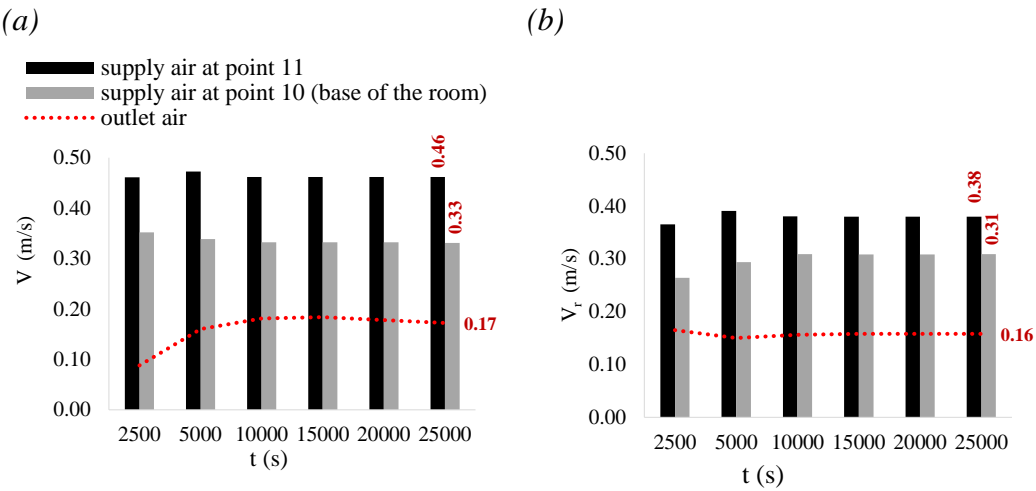 (a)
supply air at point 11
supply air at point 10 (base of the room)
outlet air
0.50
0.40
0.30
0.20
0.10
0.00
V (m/s)
0.46
0.33
0.17
2500 5000 10000 15000 20000 25000
t (s)
(b)
0.50
0.40
0.30
0.20
0.10
0.00
Vr (m/s)
0.38
0.31
0.16
2500 5000 10000 15000 20000 25000
t (s)